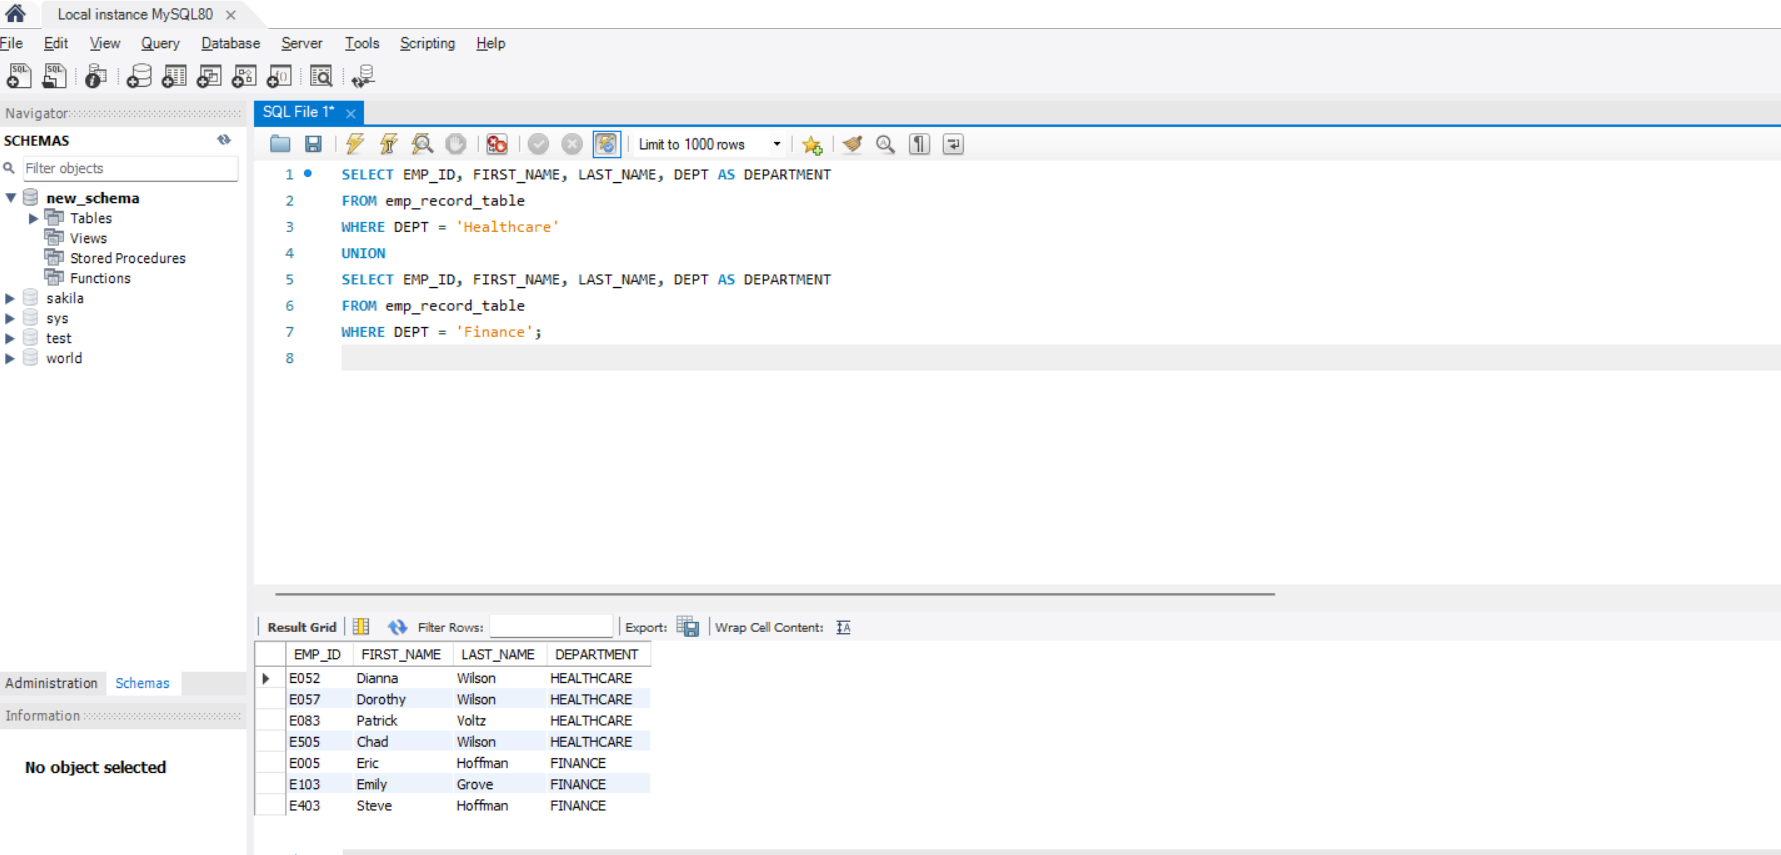 Local instance MySQL80
File Edit View Query Database Server Tools Scripting Help
Navigator
SCHEMAS
Filter objects
new_schema
Tables
Views
Stored Procedures
Functions
sakila
sys
test
world
Administration Schemas
Information
No object selected
SQL File 1*
Limit to 1000 rows
1 SELECT EMP_ID, FIRST_NAME, LAST_NAME, DEPT AS DEPARTMENT
2 FROM emp_record_table
3 WHERE DEPT = 'Healthcare'
4 UNION
5 SELECT EMP_ID, FIRST_NAME, LAST_NAME, DEPT AS DEPARTMENT
6 FROM emp_record_table
7 WHERE DEPT = 'Finance';
8
Result Grid Filter Rows: Export: Wrap Cell Content:
EMP_ID FIRST_NAME LAST_NAME DEPARTMENT
E052 Dianna Wilson HEALTHCARE
E057 Dorothy Wilson HEALTHCARE
E083 Patrick Voltz HEALTHCARE
E505 Chad Wilson HEALTHCARE
E005 Eric Hoffman FINANCE
E103 Emily Grove FINANCE
E403 Steve Hoffman FINANCE